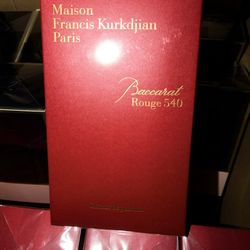 Maison
Francis Kurkdjian
Paris
Baccarat
Rouge 540